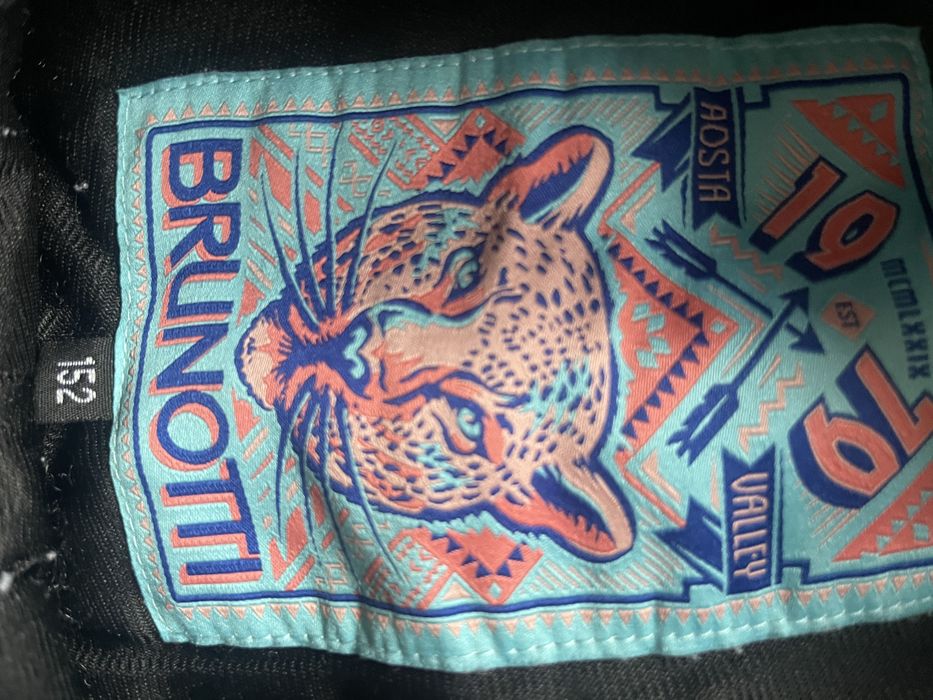 MCMLXXIX
19 EST 79
AOSTA VALLEY
BRUNOTTI
152